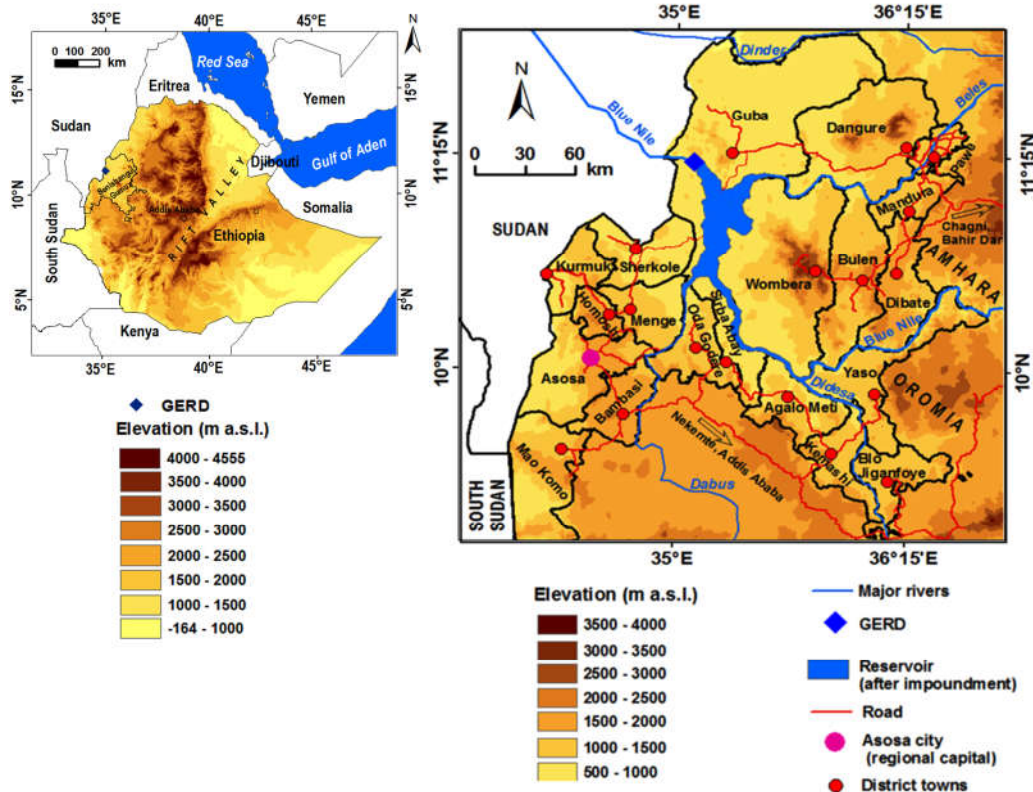 35°E
40°E
45°E
0 100 200
km
N
Red Sea
Eritrea
Yemen
15°N
15°N
Sudan
Djibouti
Gulf of Aden
10°N
10°N
Benishangul
Gumuz
Addis Ababa
RIFT VALLEY
Somalia
South Sudan
Ethiopia
5°N
5°N
Kenya
35°E
40°E
45°E
GERD
Elevation (m a.s.l.)
4000 - 4555
3500 - 4000
3000 - 3500
2500 - 3000
2000 - 2500
1500 - 2000
1000 - 1500
-164 - 1000
35°E
36°15'E
Dinder
N
Blue Nile
Guba
Dangure
Beles
0 30 60
km
11°15'N
11°15'N
Pawe
Mandura
SUDAN
Chagni,
Bahir Dar
AMHARA
Kurmuk
Sherkole
Wombera
Bulen
Dibate
Homosha
Menge
Oda Godere
Sirba Abay
Blue Nile
10°N
10°N
Asosa
Yaso
Didesa
OROMIA
Bambasi
Agalo Meti
Nekemte, Addis Ababa
Kemashi
Blo
Jiganfoye
Mao Komo
Dabus
SOUTH
SUDAN
35°E
36°15'E
Elevation (m a.s.l.)
3500 - 4000
3000 - 3500
2500 - 3000
2000 - 2500
1500 - 2000
1000 - 1500
500 - 1000
Major rivers
GERD
Reservoir
(after impoundment)
Road
Asosa city
(regional capital)
District towns